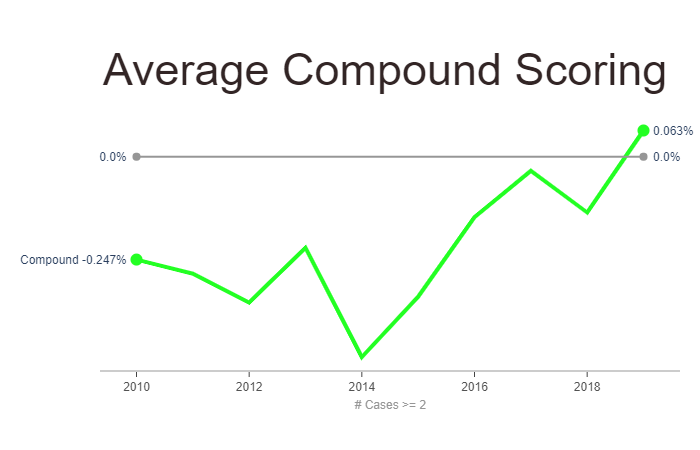 Average Compound Scoring
0.063%
0.0% 0.0%
Compound -0.247%
2010 2012 2014 2016 2018
# Cases >= 2